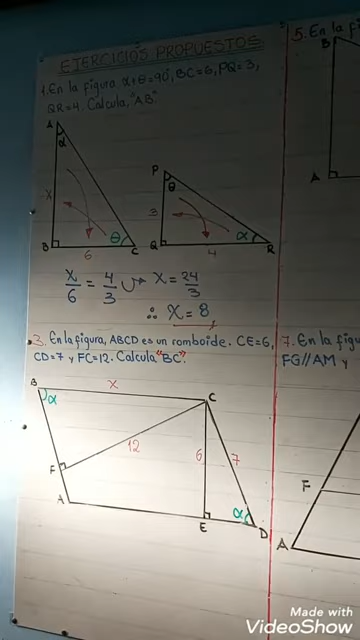 EJERCICIOS PROPUESTOS
1. En la figura α+θ=90°, BC=6, PQ=3,
QR=4. Calcula, "AB".
A
α
x
B
6
θ
C
P
θ
3
Q
4
α
R
x/6 = 4/3 → x = 24/3
∴ x = 8
3. En la figura, ABCD es un romboide. CE=6,
CD=7 y FC=12. Calcula "BC".
B
α
x
C
12
6
7
F
A
E
α
D
5. En la
B
A
7. En la
FG//AM y
F
A
Made with
VideoShow